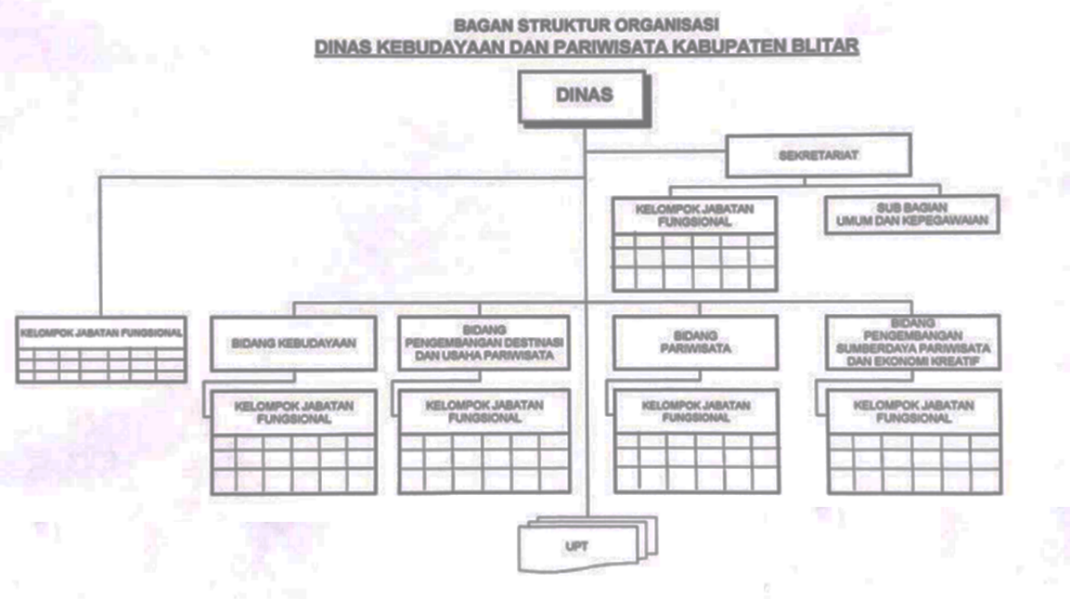 BAGAN STRUKTUR ORGANISASI
DINAS KEBUDAYAAN DAN PARIWISATA KABUPATEN BLITAR
DINAS
SEKRETARIAT
KELOMPOK JABATAN
FUNGSIONAL
SUB BAGIAN
UMUM DAN KEPEGAWAIAN
KELOMPOK JABATAN FUNGSIONAL
BIDANG KEBUDAYAAN
BIDANG
PENGEMBANGAN DESTINASI
DAN USAHA PARIWISATA
BIDANG
PARIWISATA
BIDANG
PENGEMBANGAN
SUMBERDAYA PARIWISATA
DAN EKONOMI KREATIF
KELOMPOK JABATAN
FUNGSIONAL
KELOMPOK JABATAN
FUNGSIONAL
KELOMPOK JABATAN
FUNGSIONAL
KELOMPOK JABATAN
FUNGSIONAL
UPT